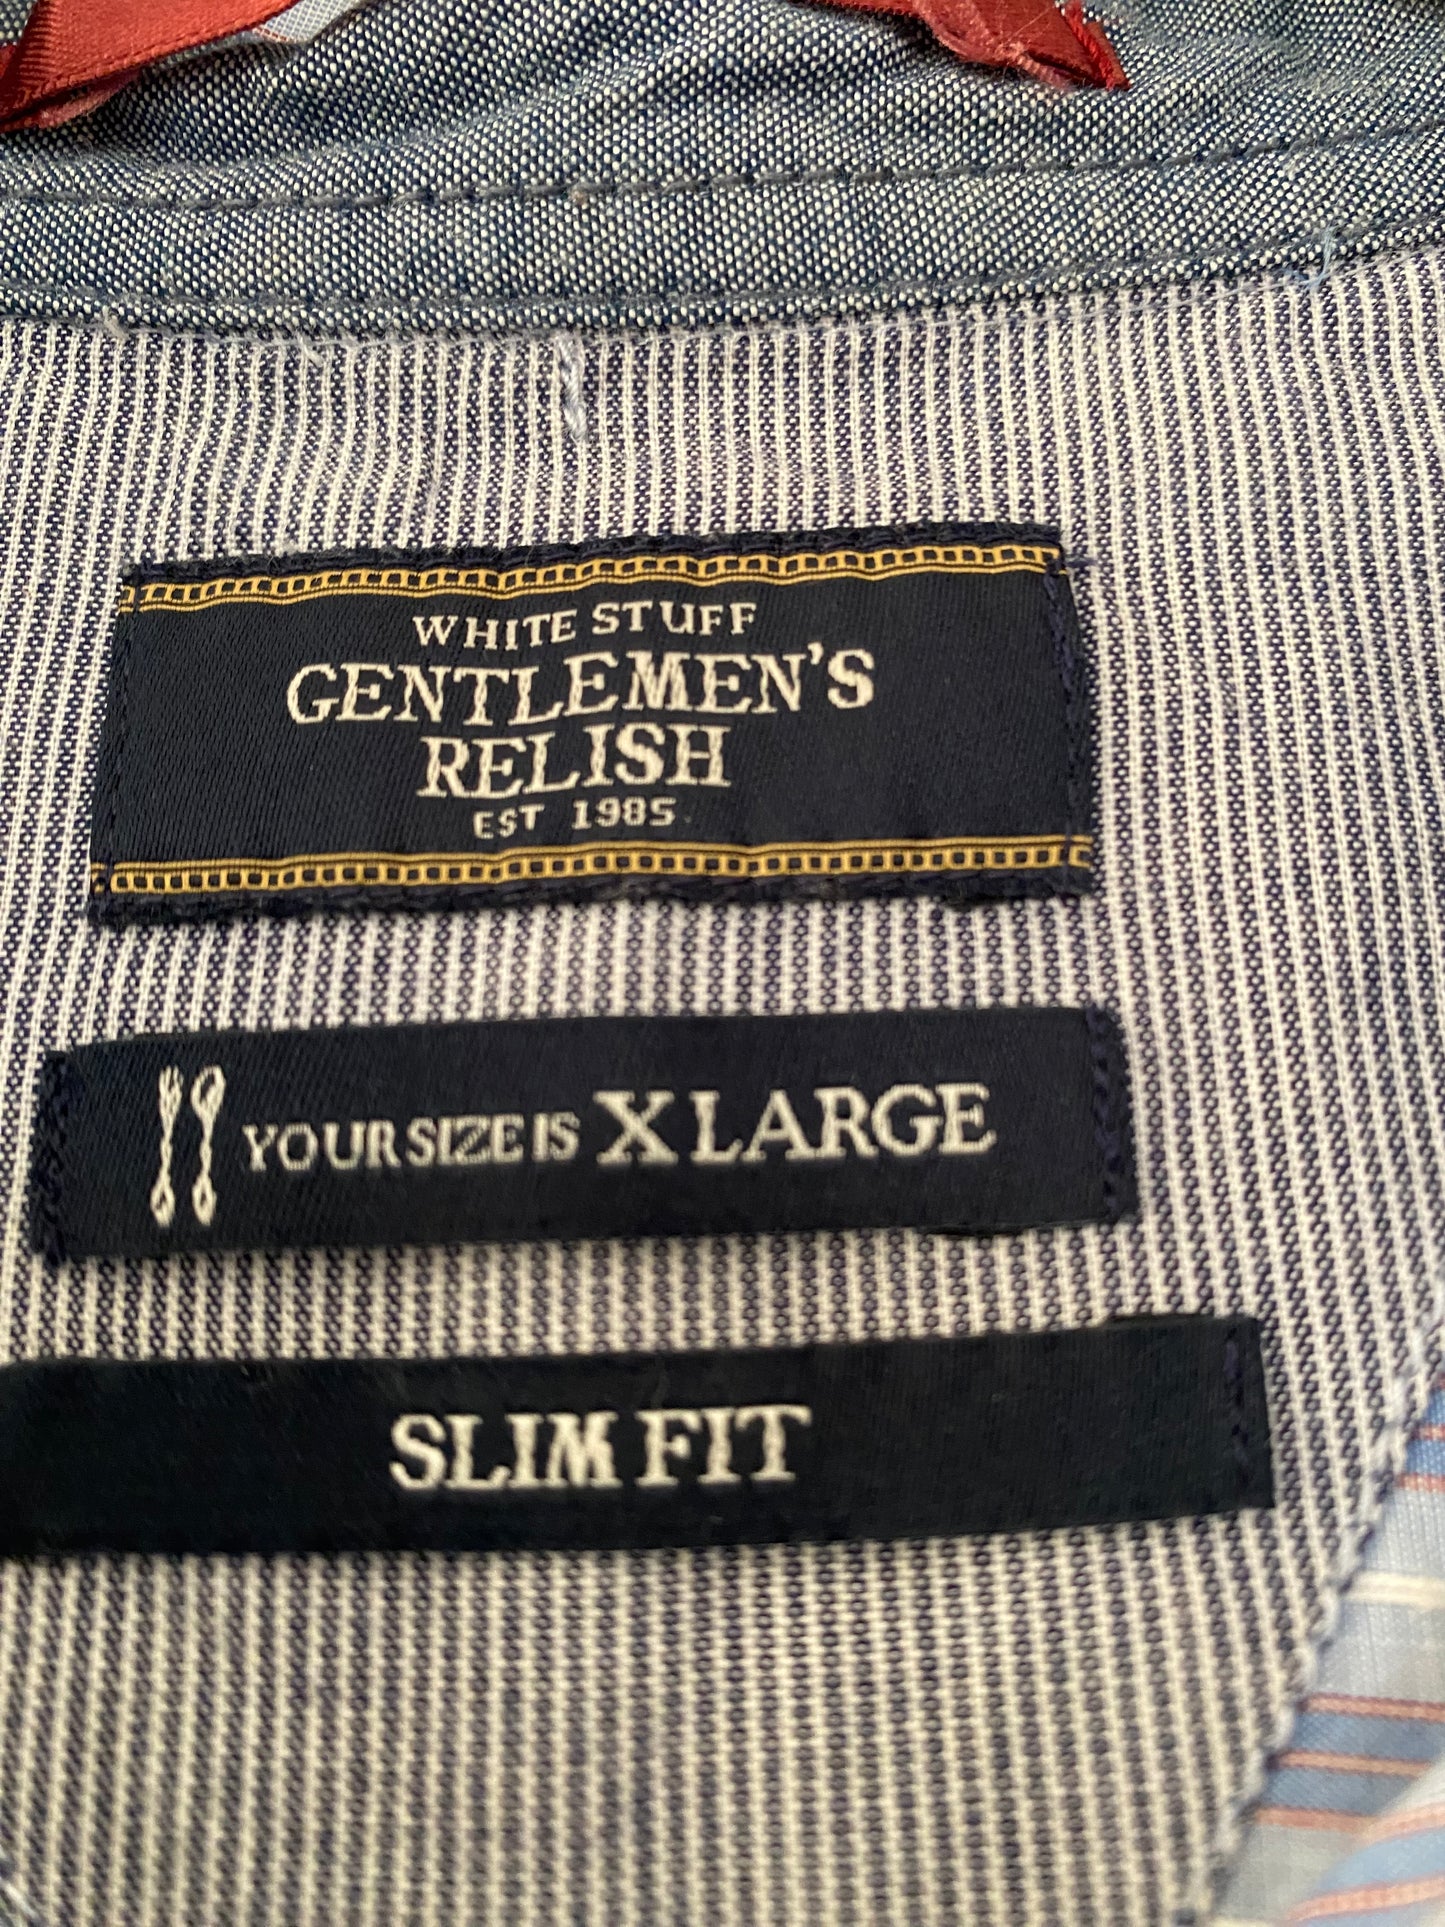 WHITE STUFF
GENTLEMEN'S
RELISH
EST 1985
YOUR SIZE IS X LARGE
SLIM FIT